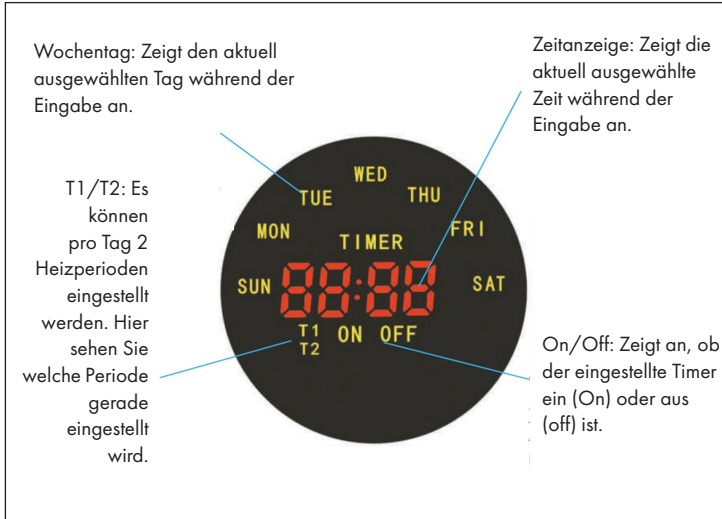 Wochentag: Zeigt den aktuell
ausgewählten Tag während der
Eingabe an.
Zeitanzeige: Zeigt die
aktuell ausgewählte
Zeit während der
Eingabe an.
T1/T2: Es
können
pro Tag 2
Heizperioden
eingestellt
werden. Hier
sehen Sie
welche Periode
gerade
eingestellt
wird.
WED
TUE THU
MON FRI
TIMER
SUN 88:88 SAT
T1 ON OFF
T2
On/Off: Zeigt an, ob
der eingestellte Timer
ein (On) oder aus
(off) ist.